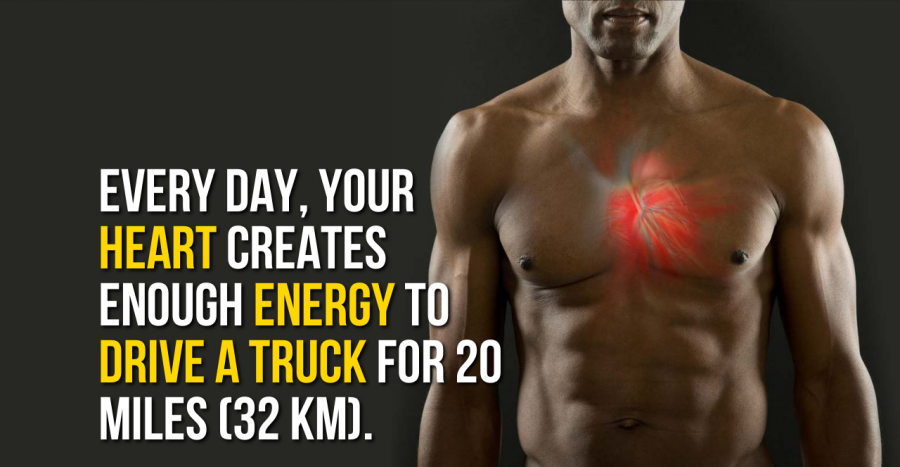 EVERY DAY, YOUR
HEART CREATES
ENOUGH ENERGY TO
DRIVE A TRUCK FOR 20
MILES (32 KM).